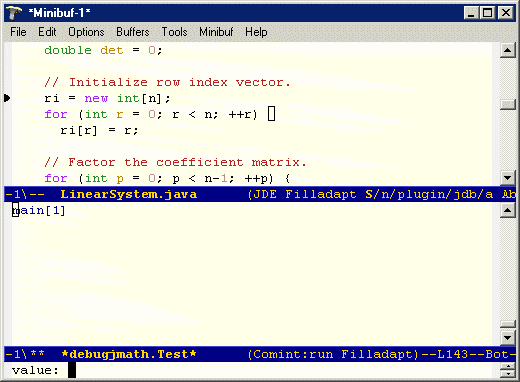 *Minibuf-1*
File Edit Options Buffers Tools Minibuf Help
double det = 0;
// Initialize row index vector.
ri = new int[n];
for (int r = 0; r < n; ++r)
ri[r] = r;
// Factor the coefficient matrix.
for (int p = 0; p < n-1; ++p) {
-1\-- LinearSystem.java (JDE Filladapt S/n/plugin/jdb/a Ab
main[1]
-1\** *debugjmath.Test* (Comint:run Filladapt)--L143--Bot-
value: